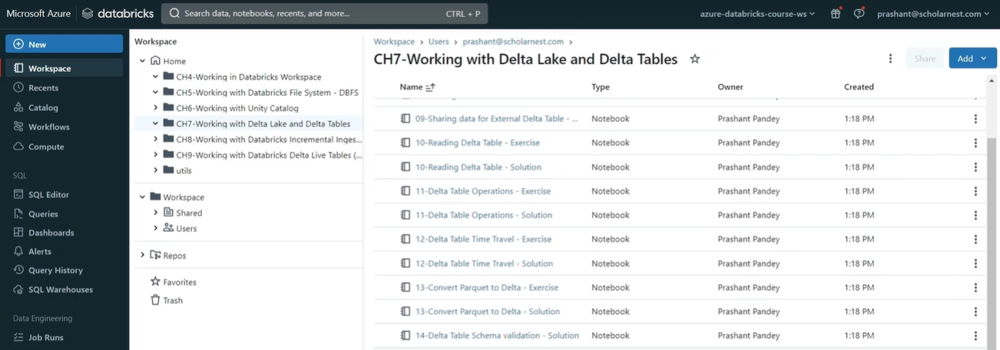 Microsoft Azure
databricks
Search data, notebooks, recents, and more...
CTRL + P
azure-databricks-course-ws
prashant@scholarnest.com
New
Workspace
Recents
Catalog
Workflows
Compute
SQL
SQL Editor
Queries
Dashboards
Alerts
Query History
SQL Warehouses
Data Engineering
Job Runs
Workspace
Home
CH4-Working in Databricks Workspace
CH5-Working with Databricks File System - DBFS
CH6-Working with Unity Catalog
CH7-Working with Delta Lake and Delta Tables
CH8-Working with Databricks Incremental Inges...
CH9-Working with Databricks Delta Live Tables (...
utils
Workspace
Shared
Users
Repos
Favorites
Trash
Workspace > Users > prashant@scholarnest.com >
CH7-Working with Delta Lake and Delta Tables
Share
Add
Name Type Owner Created
09-Sharing data for External Delta Table - ... Notebook Prashant Pandey 1:18 PM
10-Reading Delta Table - Exercise Notebook Prashant Pandey 1:18 PM
10-Reading Delta Table - Solution Notebook Prashant Pandey 1:18 PM
11-Delta Table Operations - Exercise Notebook Prashant Pandey 1:18 PM
11-Delta Table Operations - Solution Notebook Prashant Pandey 1:18 PM
12-Delta Table Time Travel - Exercise Notebook Prashant Pandey 1:18 PM
12-Delta Table Time Travel - Solution Notebook Prashant Pandey 1:18 PM
13-Convert Parquet to Delta - Exercise Notebook Prashant Pandey 1:18 PM
13-Convert Parquet to Delta - Solution Notebook Prashant Pandey 1:18 PM
14-Delta Table Schema validation - Solution Notebook Prashant Pandey 1:18 PM